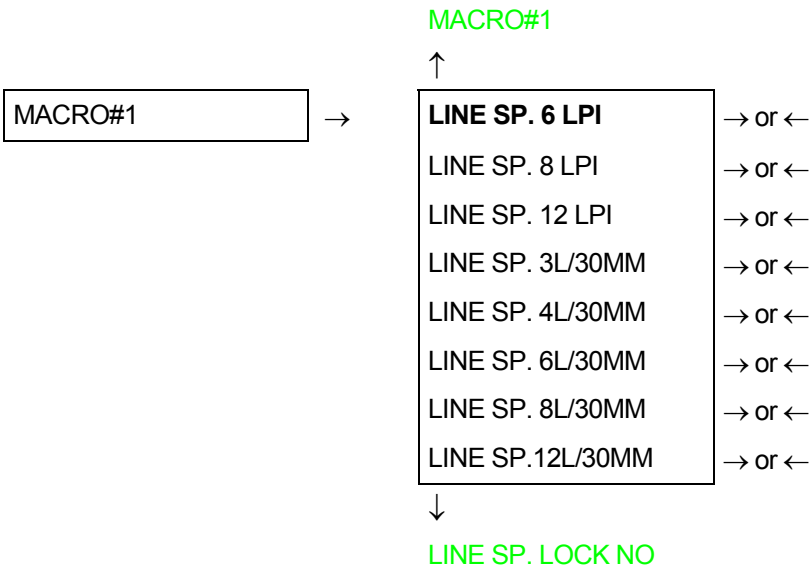 MACRO#1
↑
MACRO#1 → LINE SP. 6 LPI → or ←
LINE SP. 8 LPI → or ←
LINE SP. 12 LPI → or ←
LINE SP. 3L/30MM → or ←
LINE SP. 4L/30MM → or ←
LINE SP. 6L/30MM → or ←
LINE SP. 8L/30MM → or ←
LINE SP.12L/30MM → or ←
↓
LINE SP. LOCK NO